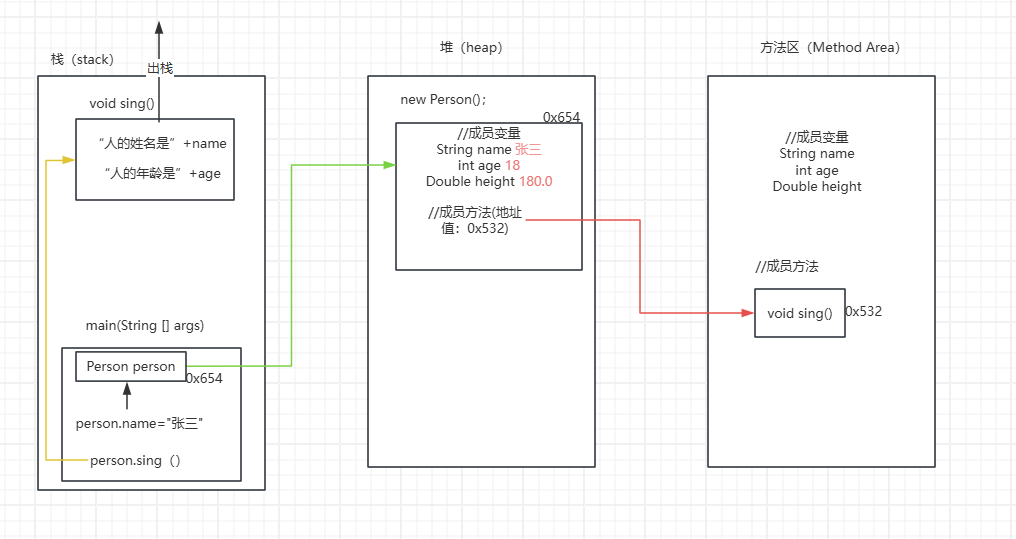 栈（stack）
出栈
void sing()
“人的姓名是”+name
“人的年龄是”+age
main(String [] args)
Person person
0x654
person.name="张三"
person.sing（）
堆（heap）
new Person();
0x654
//成员变量
String name 张三
int age 18
Double height 180.0
//成员方法(地址
值：0x532)
方法区（Method Area）
//成员变量
String name
int age
Double height
//成员方法
void sing()
0x532